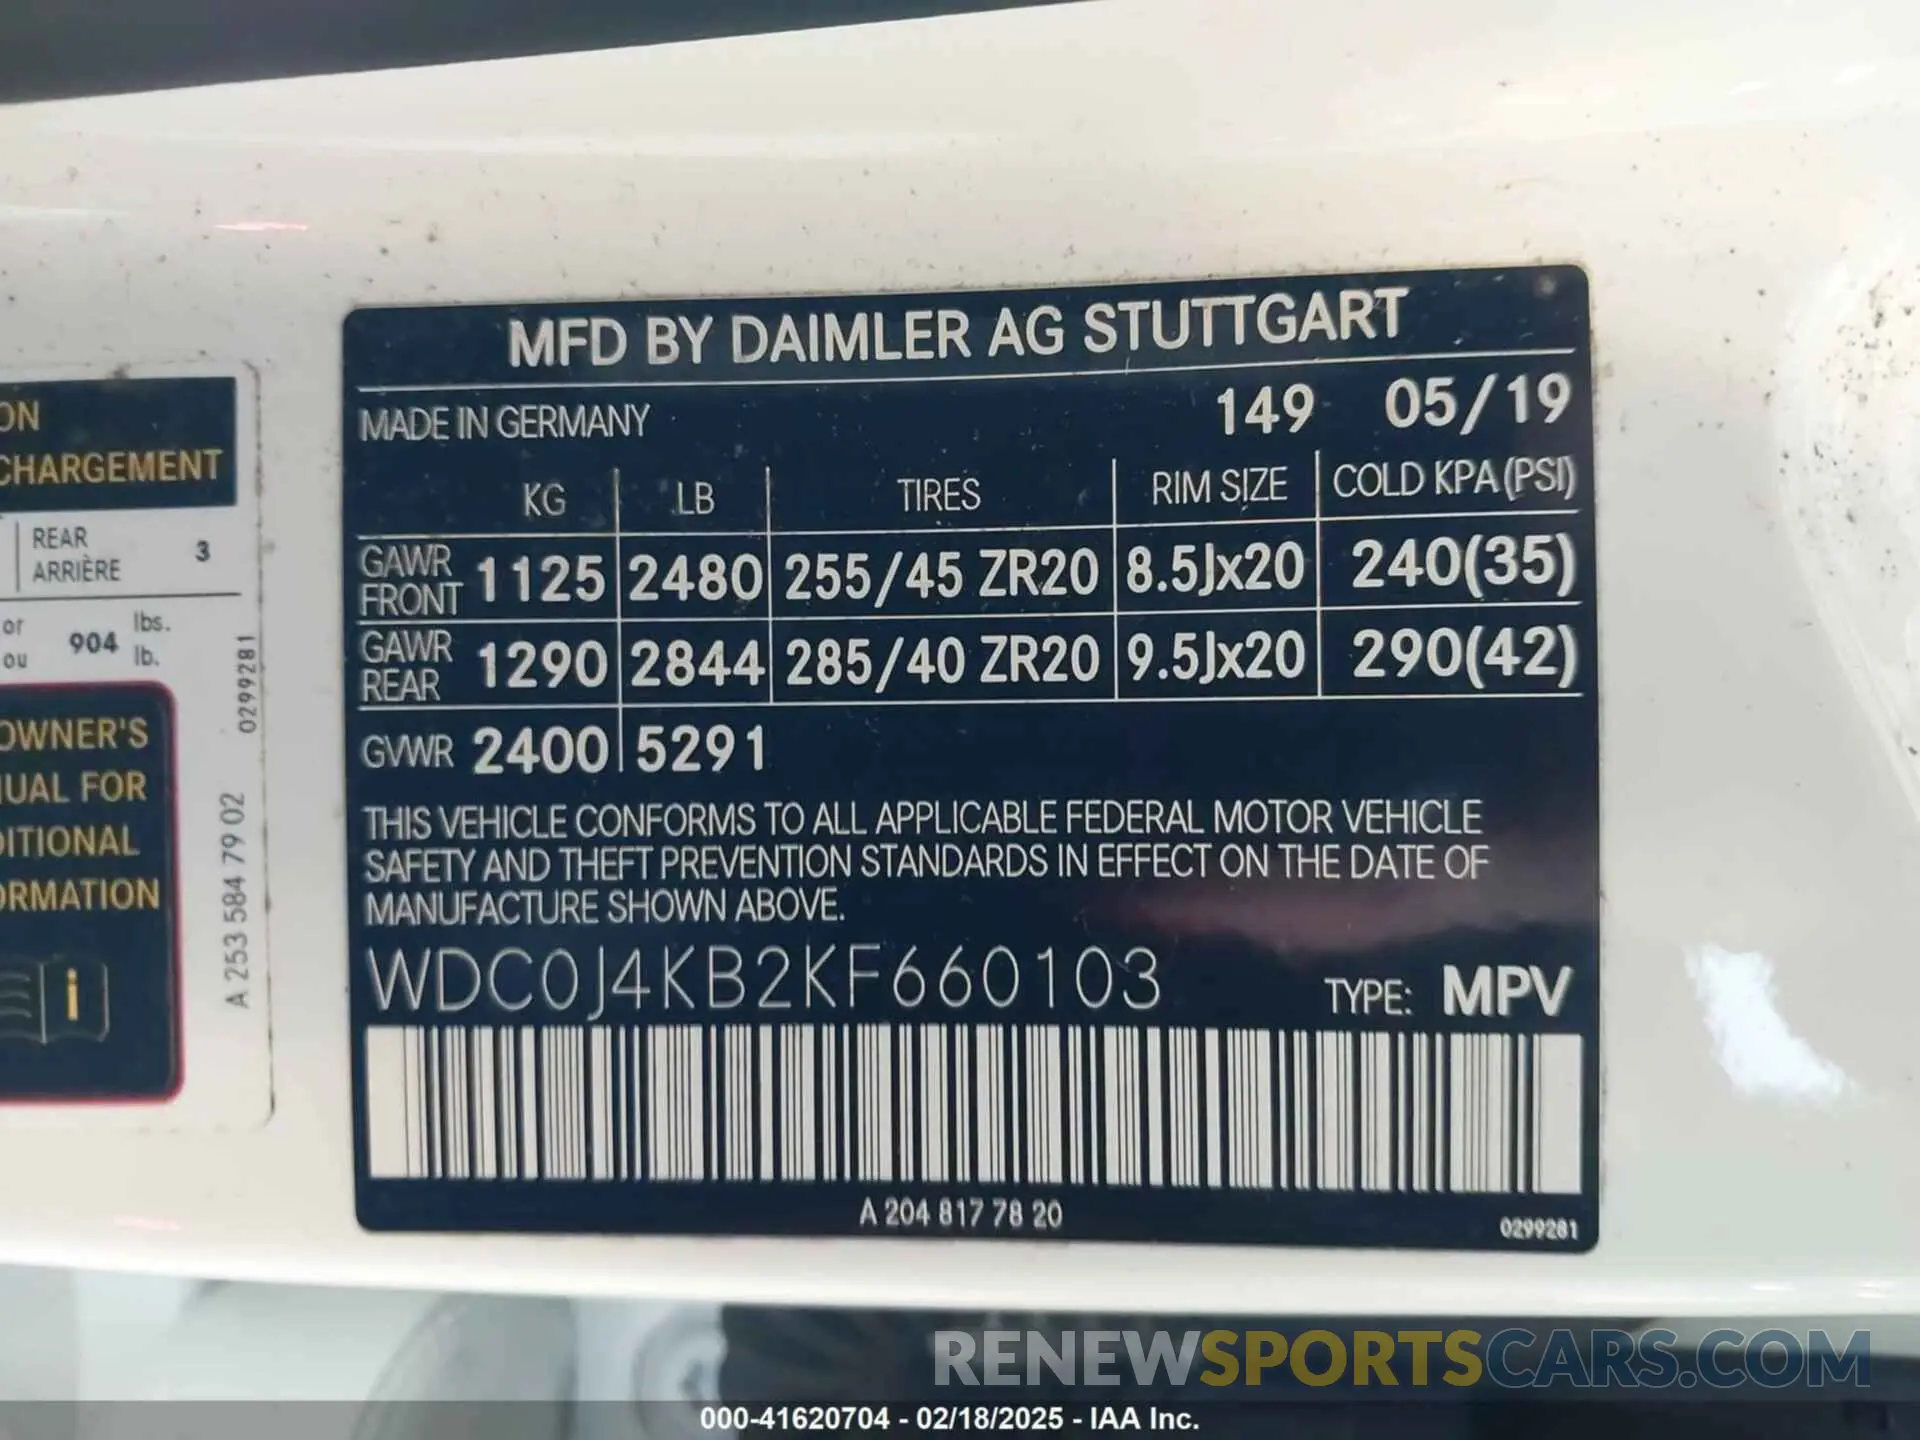 ON
CHARGEMENT
REAR
ARRIÈRE
3
or
ou
904
lbs.
lb.
0299281
OWNER'S
UAL FOR
DITIONAL
ORMATION
i
A 253 584 79 02
MFD BY DAIMLER AG STUTTGART
MADE IN GERMANY 149 05/19
KG LB TIRES RIM SIZE COLD KPA(PSI)
GAWR FRONT 1125 2480 255/45 ZR20 8.5Jx20 240(35)
GAWR REAR 1290 2844 285/40 ZR20 9.5Jx20 290(42)
GVWR 2400 5291
THIS VEHICLE CONFORMS TO ALL APPLICABLE FEDERAL MOTOR VEHICLE
SAFETY AND THEFT PREVENTION STANDARDS IN EFFECT ON THE DATE OF
MANUFACTURE SHOWN ABOVE.
WDC0J4KB2KF660103 TYPE: MPV
A 204 817 78 20
0299281
RENEWSPORTSCARS.COM
000-41620704 - 02/18/2025 - IAA Inc.